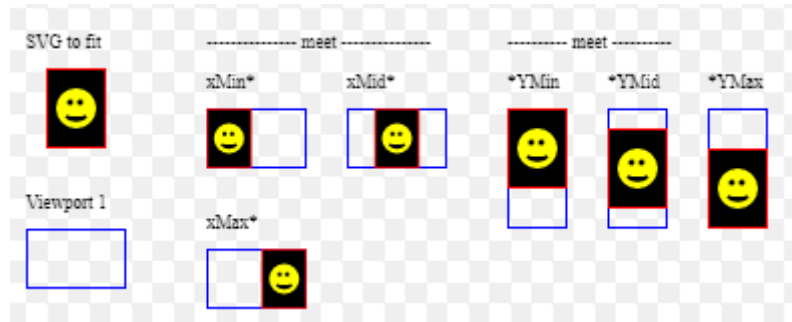 SVG to fit
--------------- meet ---------------
---------- meet ----------
xMin*
xMid*
*YMin
*YMid
*YMax
Viewport 1
xMax*